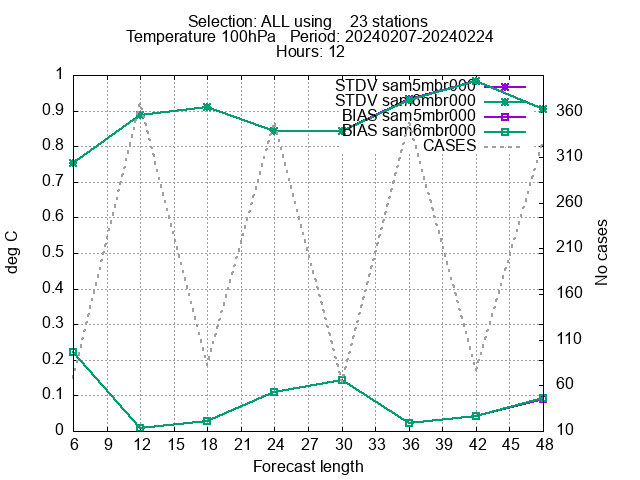 Selection: ALL using 23 stations
Temperature 100hPa Period: 20240207-20240224
Hours: 12
STDV sam5mbr000
STDV sam6mbr000
BIAS sam5mbr000
BIAS sam6mbr000
CASES
1
0.9
0.8
0.7
0.6
0.5
0.4
0.3
0.2
0.1
0
deg C
360
310
260
210
160
110
60
10
No cases
6 9 12 15 18 21 24 27 30 33 36 39 42 45 48
Forecast length